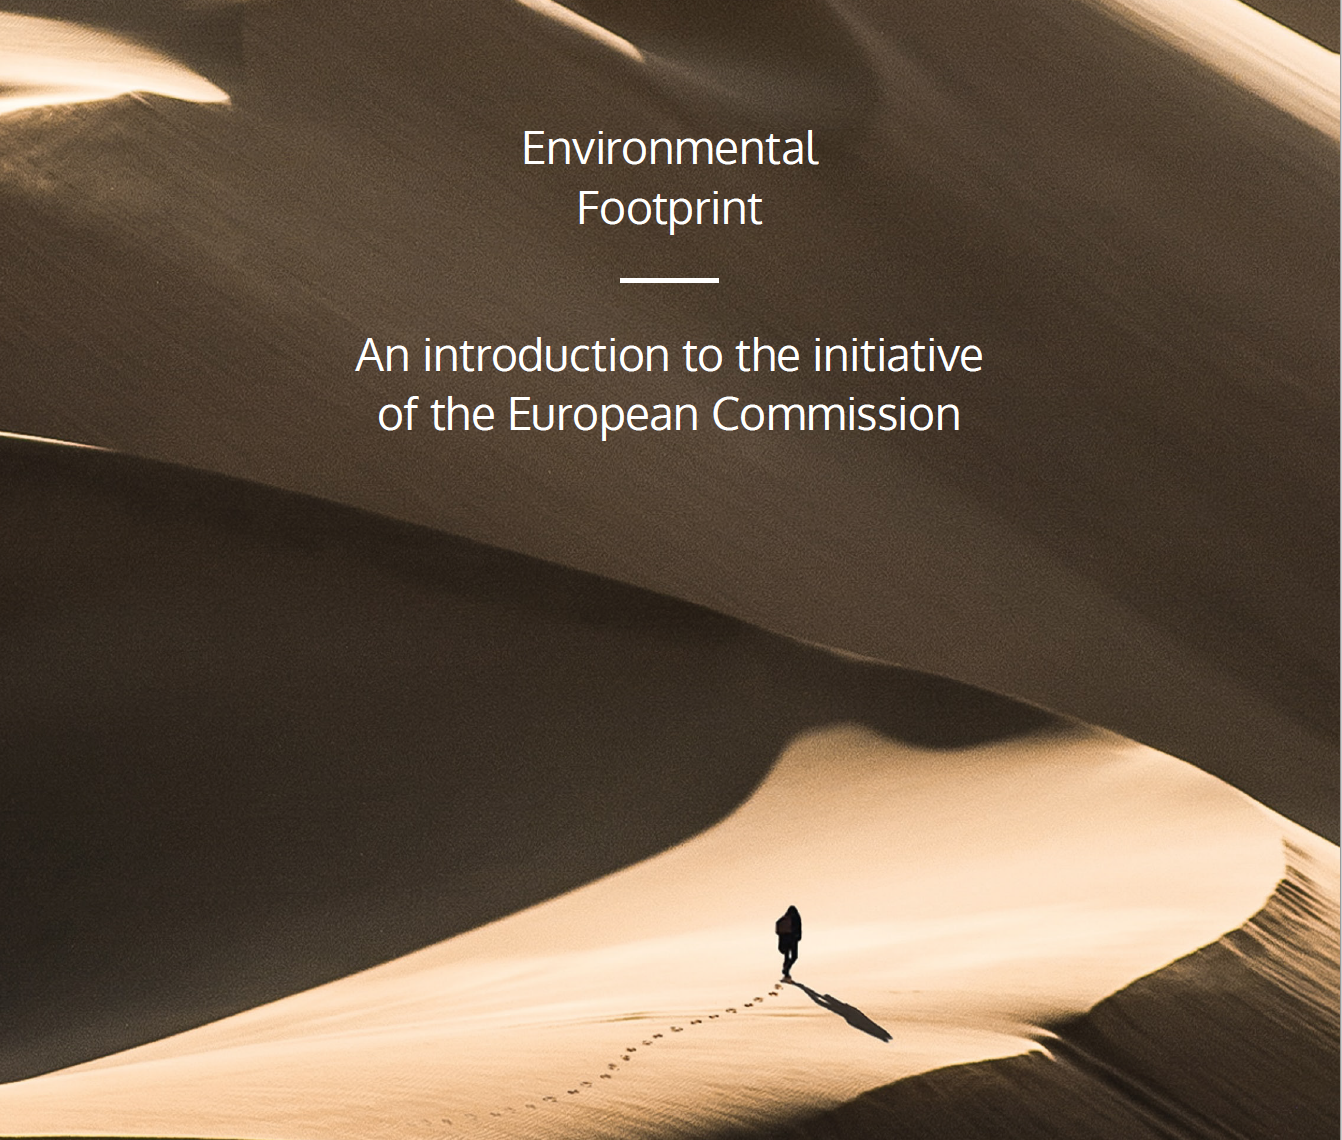 Environmental
Footprint
An introduction to the initiative
of the European Commission